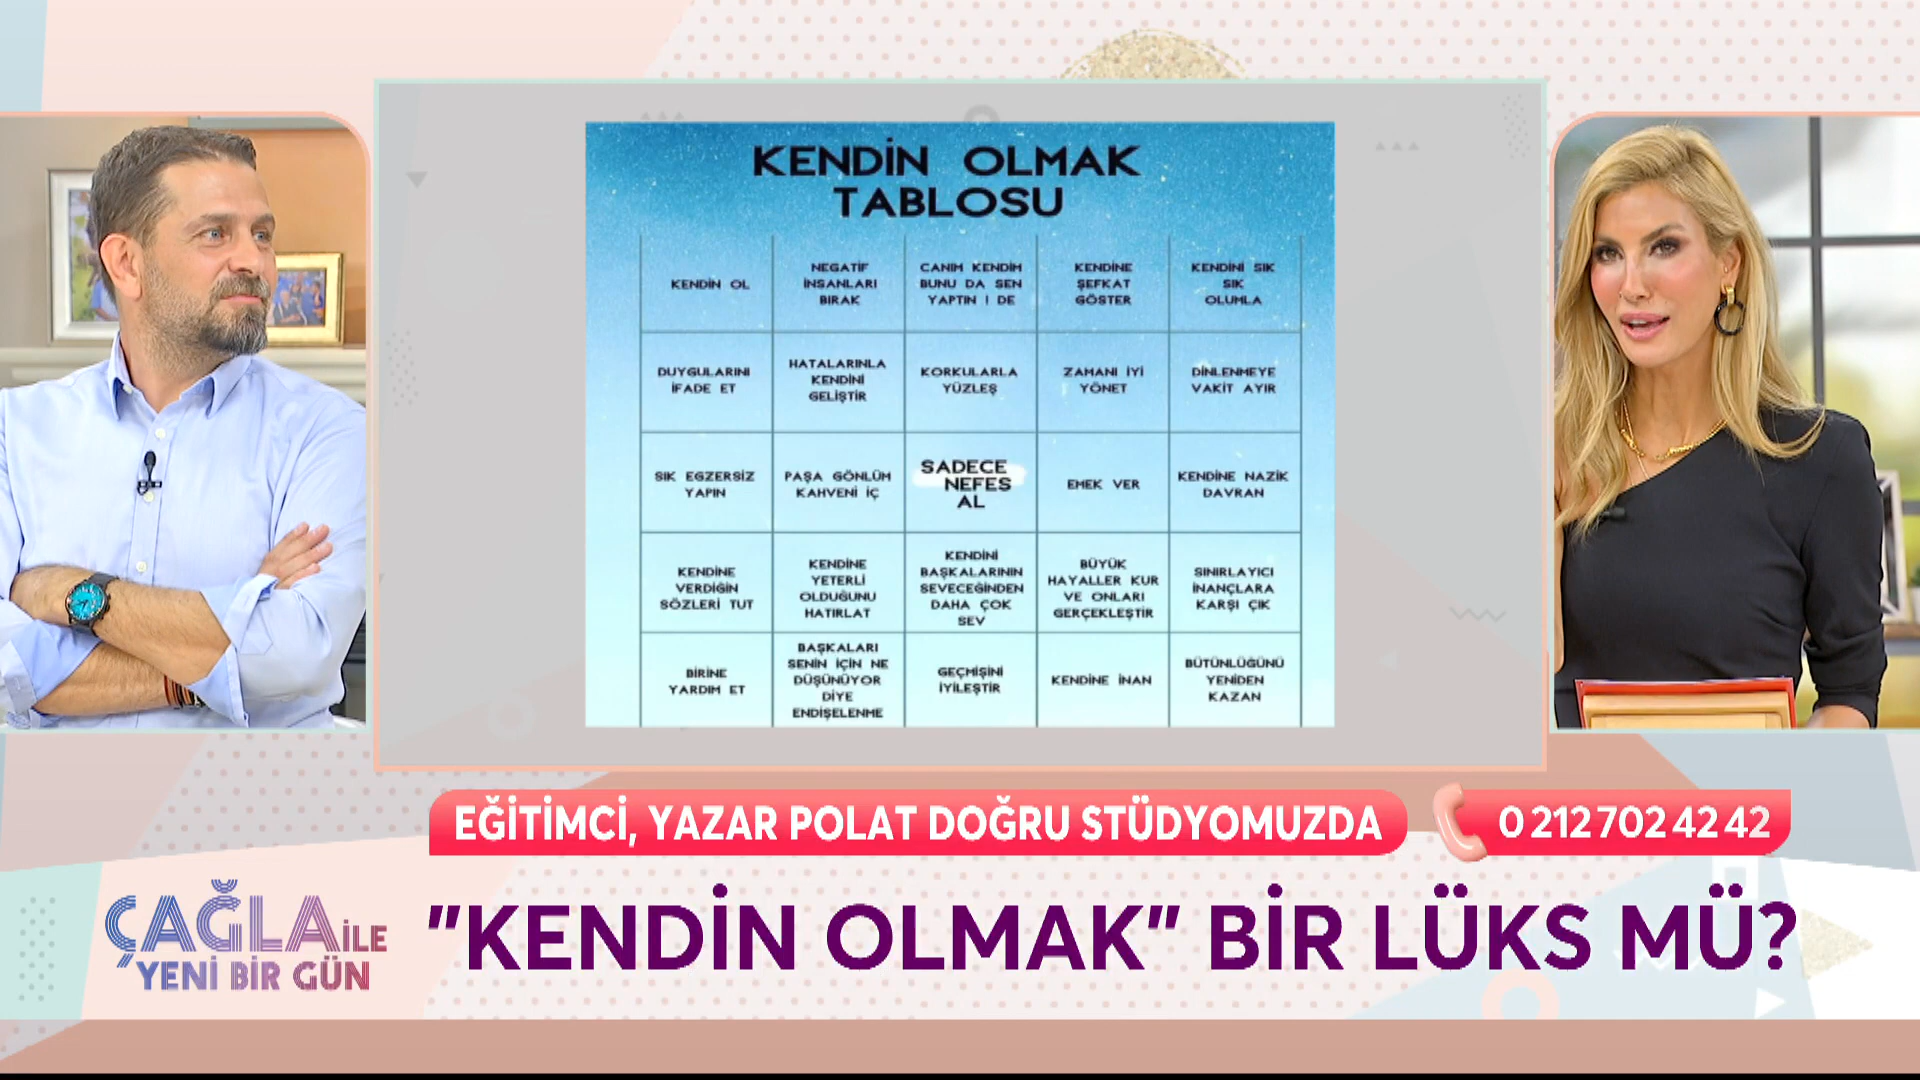 KENDİN OLMAK
TABLOSU
KENDİN OL
NEGATİF
İNSANLARI
BIRAK
CANIM KENDİM
BUNU DA SEN
YAPTIN ! DE
KENDİNE
ŞEFKAT
GÖSTER
KENDİNİ SIK
SIK
OLUMLA
DUYGULARINI
İFADE ET
HATALARINLA
KENDİNİ
GELİŞTİR
KORKULARLA
YÜZLEŞ
ZAMANI İYİ
YÖNET
DİNLENMEYE
VAKİT AYIR
SIK EGZERSİZ
YAPIN
PAŞA GÖNLÜM
KAHVENİ İÇ
SADECE
NEFES
AL
EMEK VER
KENDİNE NAZİK
DAVRAN
KENDİNE
VERDİĞİN
SÖZLERİ TUT
KENDİNE
YETERLİ
OLDUĞUNU
HATIRLAT
KENDİNİ
BAŞKALARININ
SEVECEĞİNDEN
DAHA ÇOK
SEV
BÜYÜK
HAYALLER KUR
VE ONLARI
GERÇEKLEŞTİR
SINIRLAYICI
İNANÇLARA
KARŞI ÇIK
BİRİNE
YARDIM ET
BAŞKALARI
SENİN İÇİN NE
DÜŞÜNÜYOR
DİYE
ENDİŞELENME
GEÇMİŞİNİ
İYİLEŞTİR
KENDİNE İNAN
BÜTÜNLÜĞÜNÜ
YENİDEN
KAZAN
EĞİTİMCİ, YAZAR POLAT DOĞRU STÜDYOMUZDA
0 212 702 42 42
ÇAĞLA İLE
YENİ BİR GÜN
"KENDİN OLMAK" BİR LÜKS MÜ?